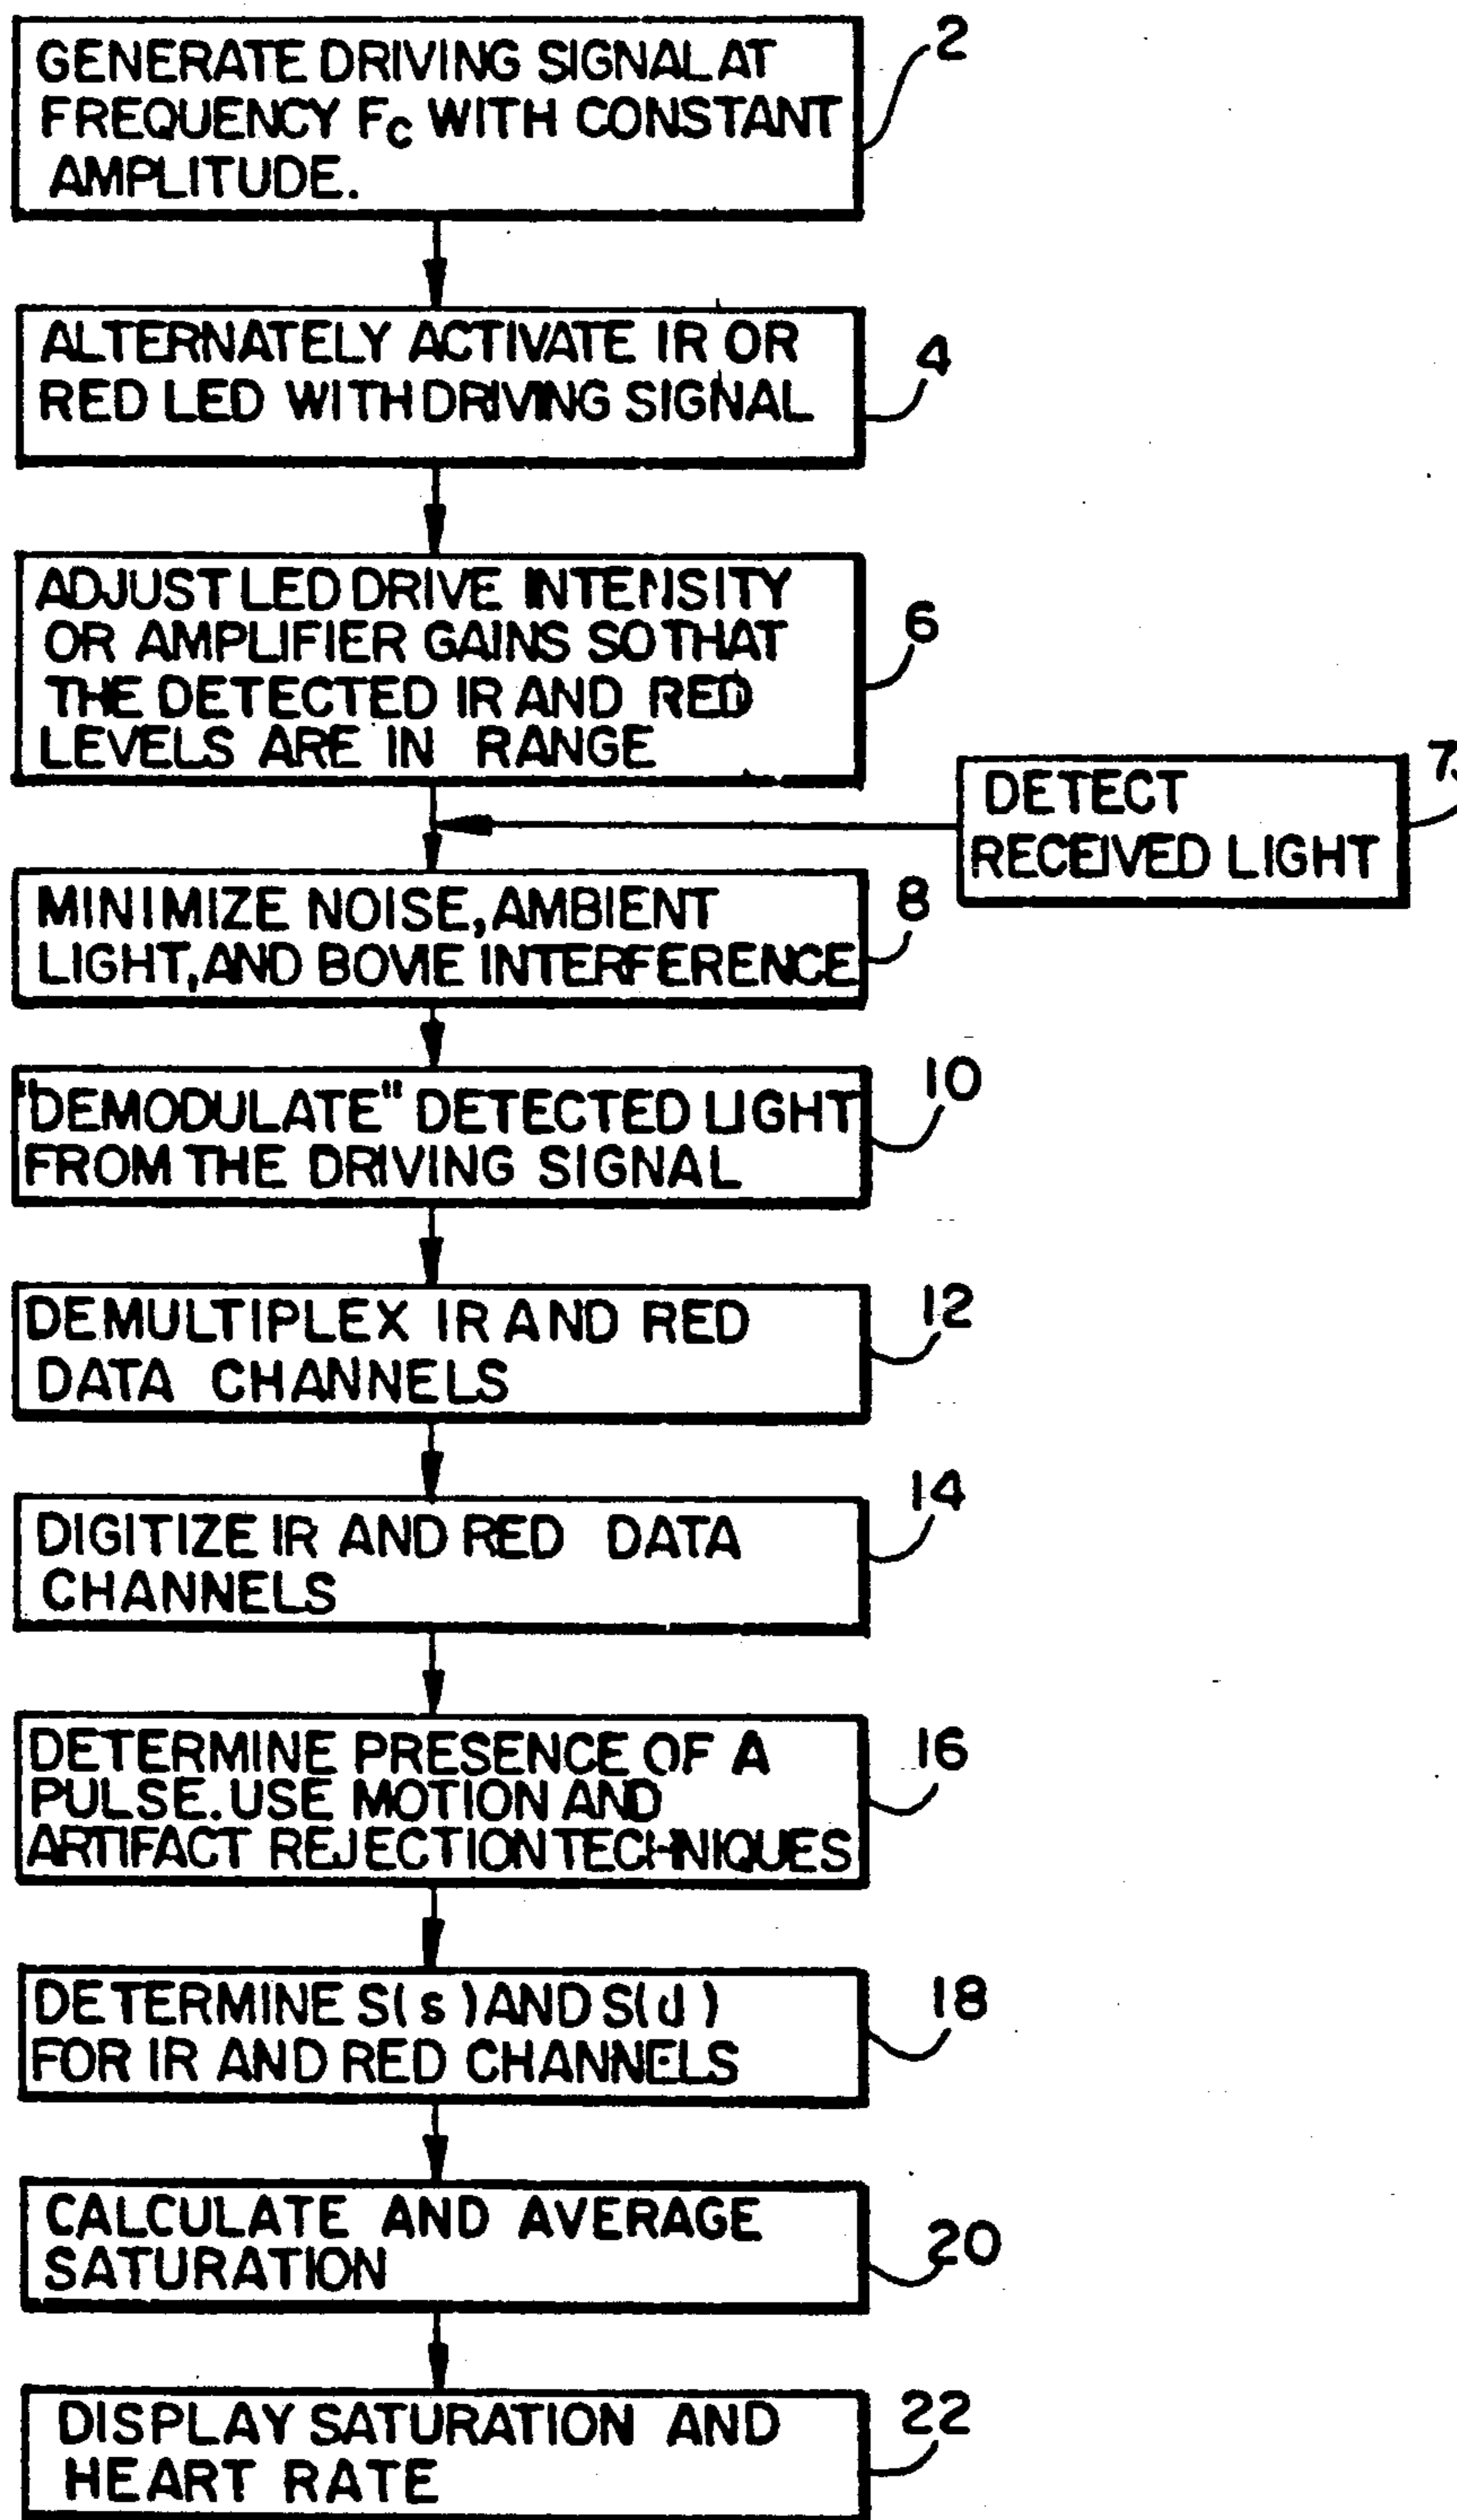 GENERATE DRIVING SIGNAL AT
FREQUENCY FC WITH CONSTANT
AMPLITUDE.
2
ALTERNATELY ACTIVATE IR OR
RED LED WITH DRIVING SIGNAL
4
ADJUST LED DRIVE INTENSITY
OR AMPLIFIER GAINS SO THAT
THE DETECTED IR AND RED
LEVELS ARE IN RANGE
6
DETECT
RECEIVED LIGHT
MINIMIZE NOISE, AMBIENT
LIGHT, AND BOVIE INTERFERENCE
8
"DEMODULATE" DETECTED LIGHT
FROM THE DRIVING SIGNAL
10
DEMULTIPLEX IR AND RED
DATA CHANNELS
12
DIGITIZE IR AND RED DATA
CHANNELS
14
DETERMINE PRESENCE OF A
PULSE. USE MOTION AND
ARTIFACT REJECTION TECHNIQUES
16
DETERMINE S(s) AND S(d)
FOR IR AND RED CHANNELS
18
CALCULATE AND AVERAGE
SATURATION
20
DISPLAY SATURATION AND
HEART RATE
22